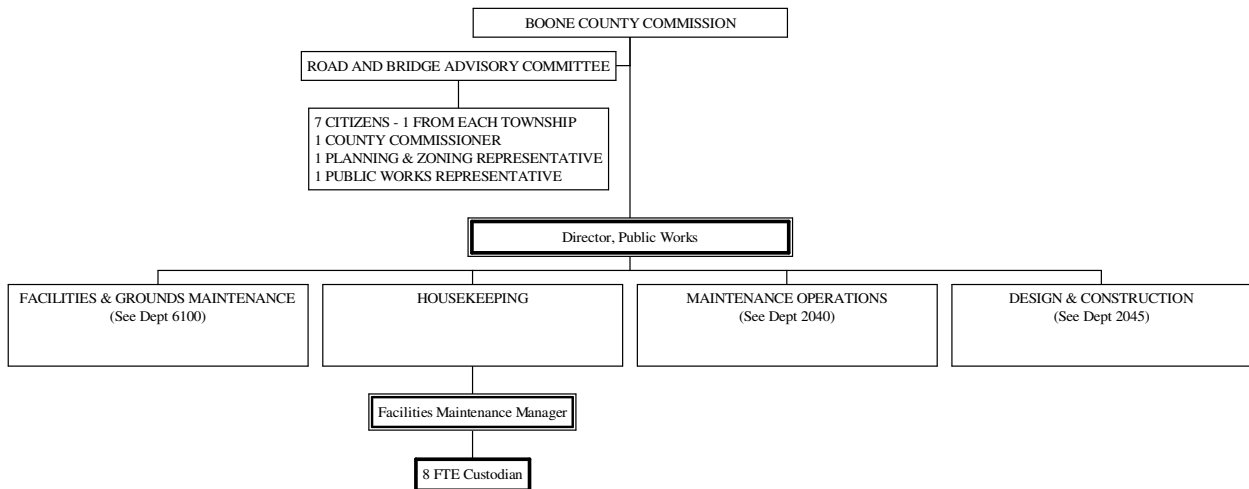 BOONE COUNTY COMMISSION
ROAD AND BRIDGE ADVISORY COMMITTEE
7 CITIZENS - 1 FROM EACH TOWNSHIP
1 COUNTY COMMISSIONER
1 PLANNING & ZONING REPRESENTATIVE
1 PUBLIC WORKS REPRESENTATIVE
Director, Public Works
FACILITIES & GROUNDS MAINTENANCE
(See Dept 6100)
HOUSEKEEPING
MAINTENANCE OPERATIONS
(See Dept 2040)
DESIGN & CONSTRUCTION
(See Dept 2045)
Facilities Maintenance Manager
8 FTE Custodian